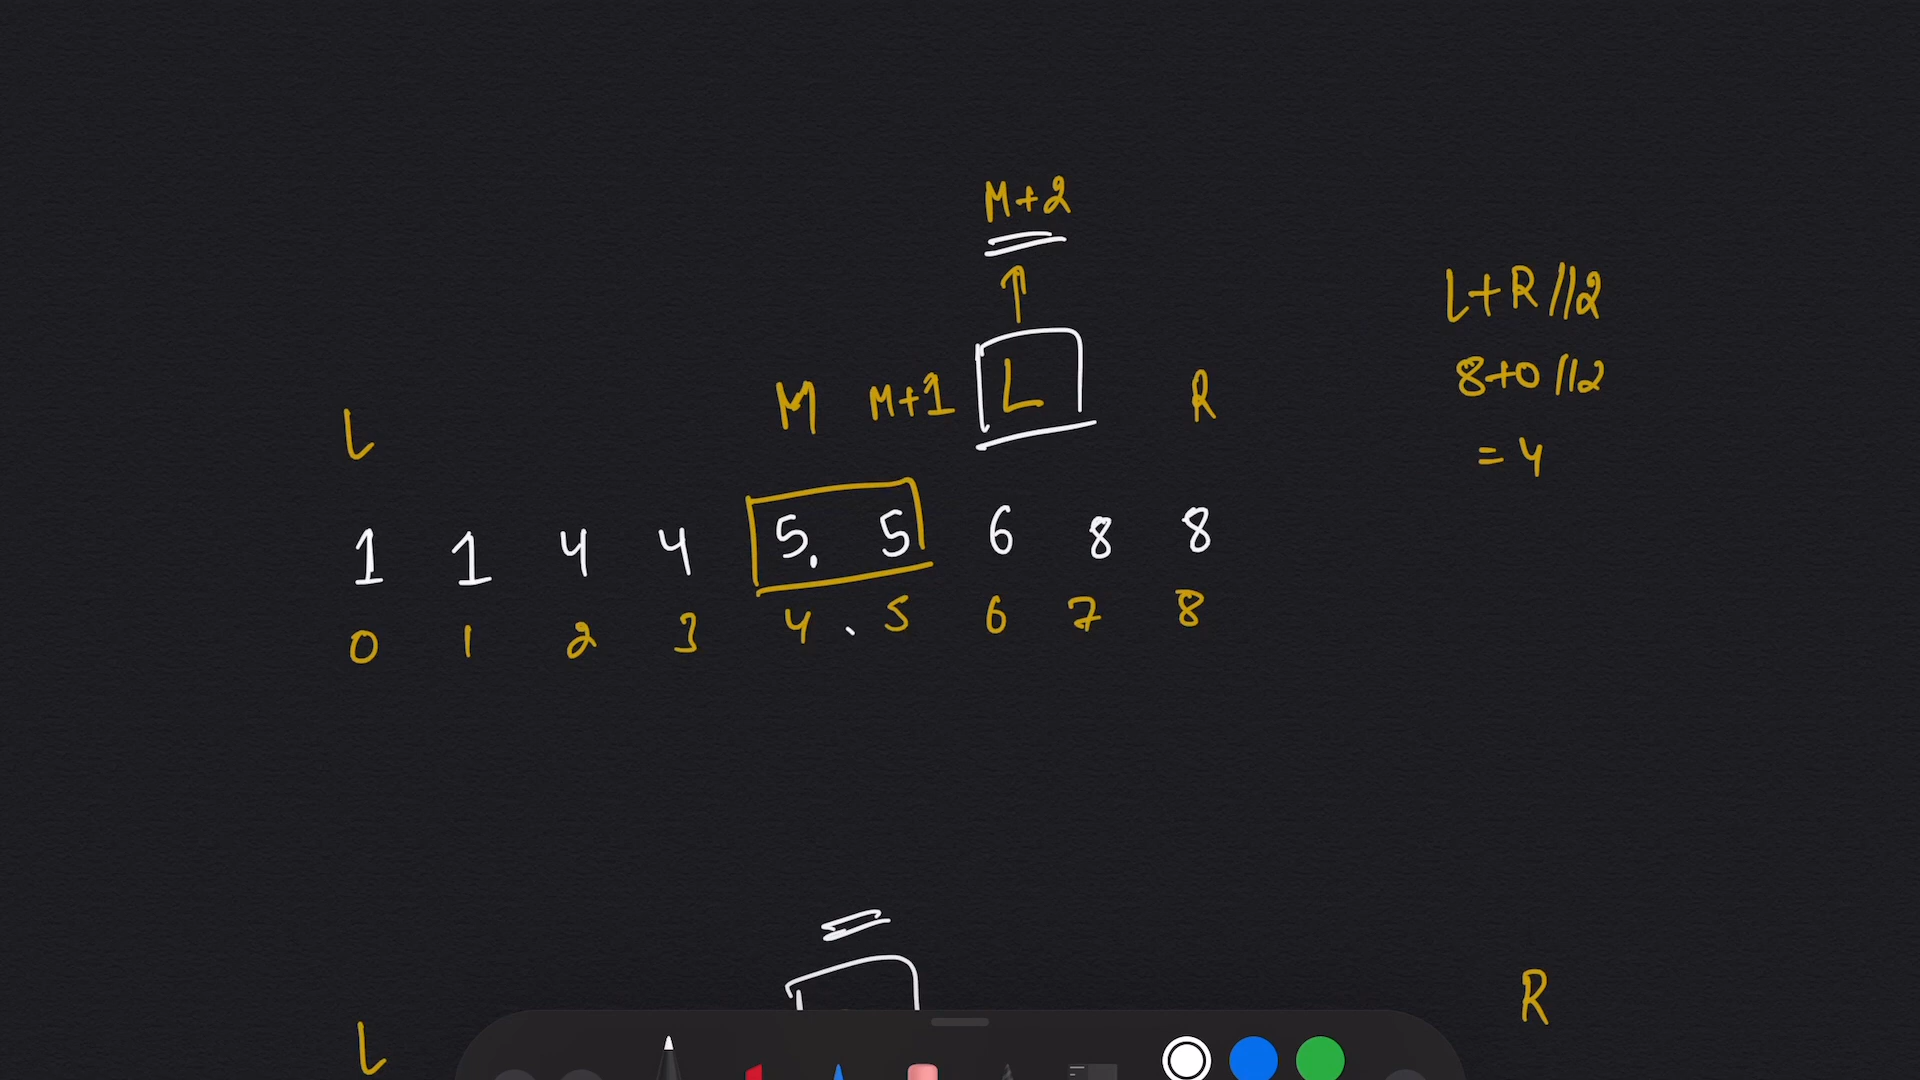 M+2
L+R//2
L M M+1 L R
8+0//2
= 4
1 1 4 4 5. 5 6 8 8
0 1 2 3 4 . 5 6 7 8
L R